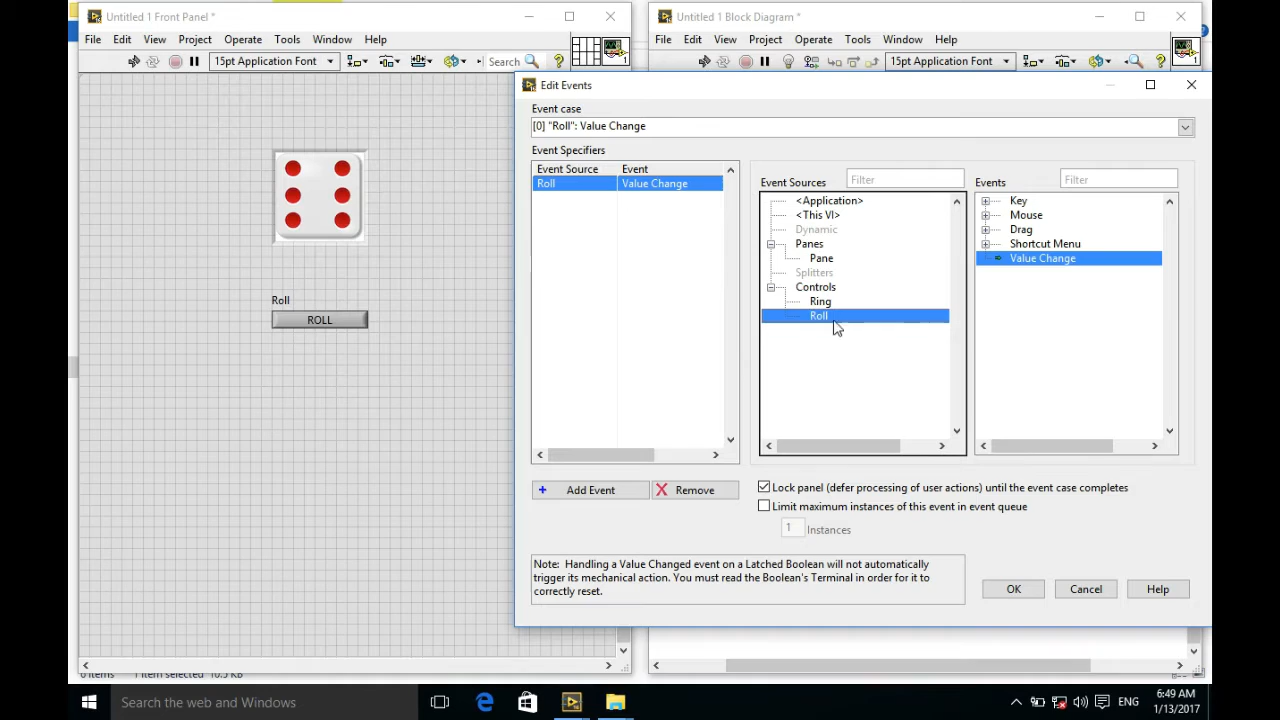 Untitled 1 Front Panel *
File Edit View Project Operate Tools Window Help
15pt Application Font
Search
1
Untitled 1 Block Diagram *
File Edit View Project Operate Tools Window Help
15pt Application Font
1
Roll
ROLL
Edit Events
Event case
[0] "Roll": Value Change
Event Specifiers
Event Source Event
Roll Value Change
Add Event
Remove
Event Sources
Filter
<Application>
<This VI>
Dynamic
Panes
Pane
Splitters
Controls
Ring
Roll
Events
Filter
Key
Mouse
Drag
Shortcut Menu
Value Change
Lock panel (defer processing of user actions) until the event case completes
Limit maximum instances of this event in event queue
1 Instances
Note: Handling a Value Changed event on a Latched Boolean will not automatically
trigger its mechanical action. You must read the Boolean's Terminal in order for it to
correctly reset.
OK
Cancel
Help
Search the web and Windows
ENG
6:49 AM
1/13/2017